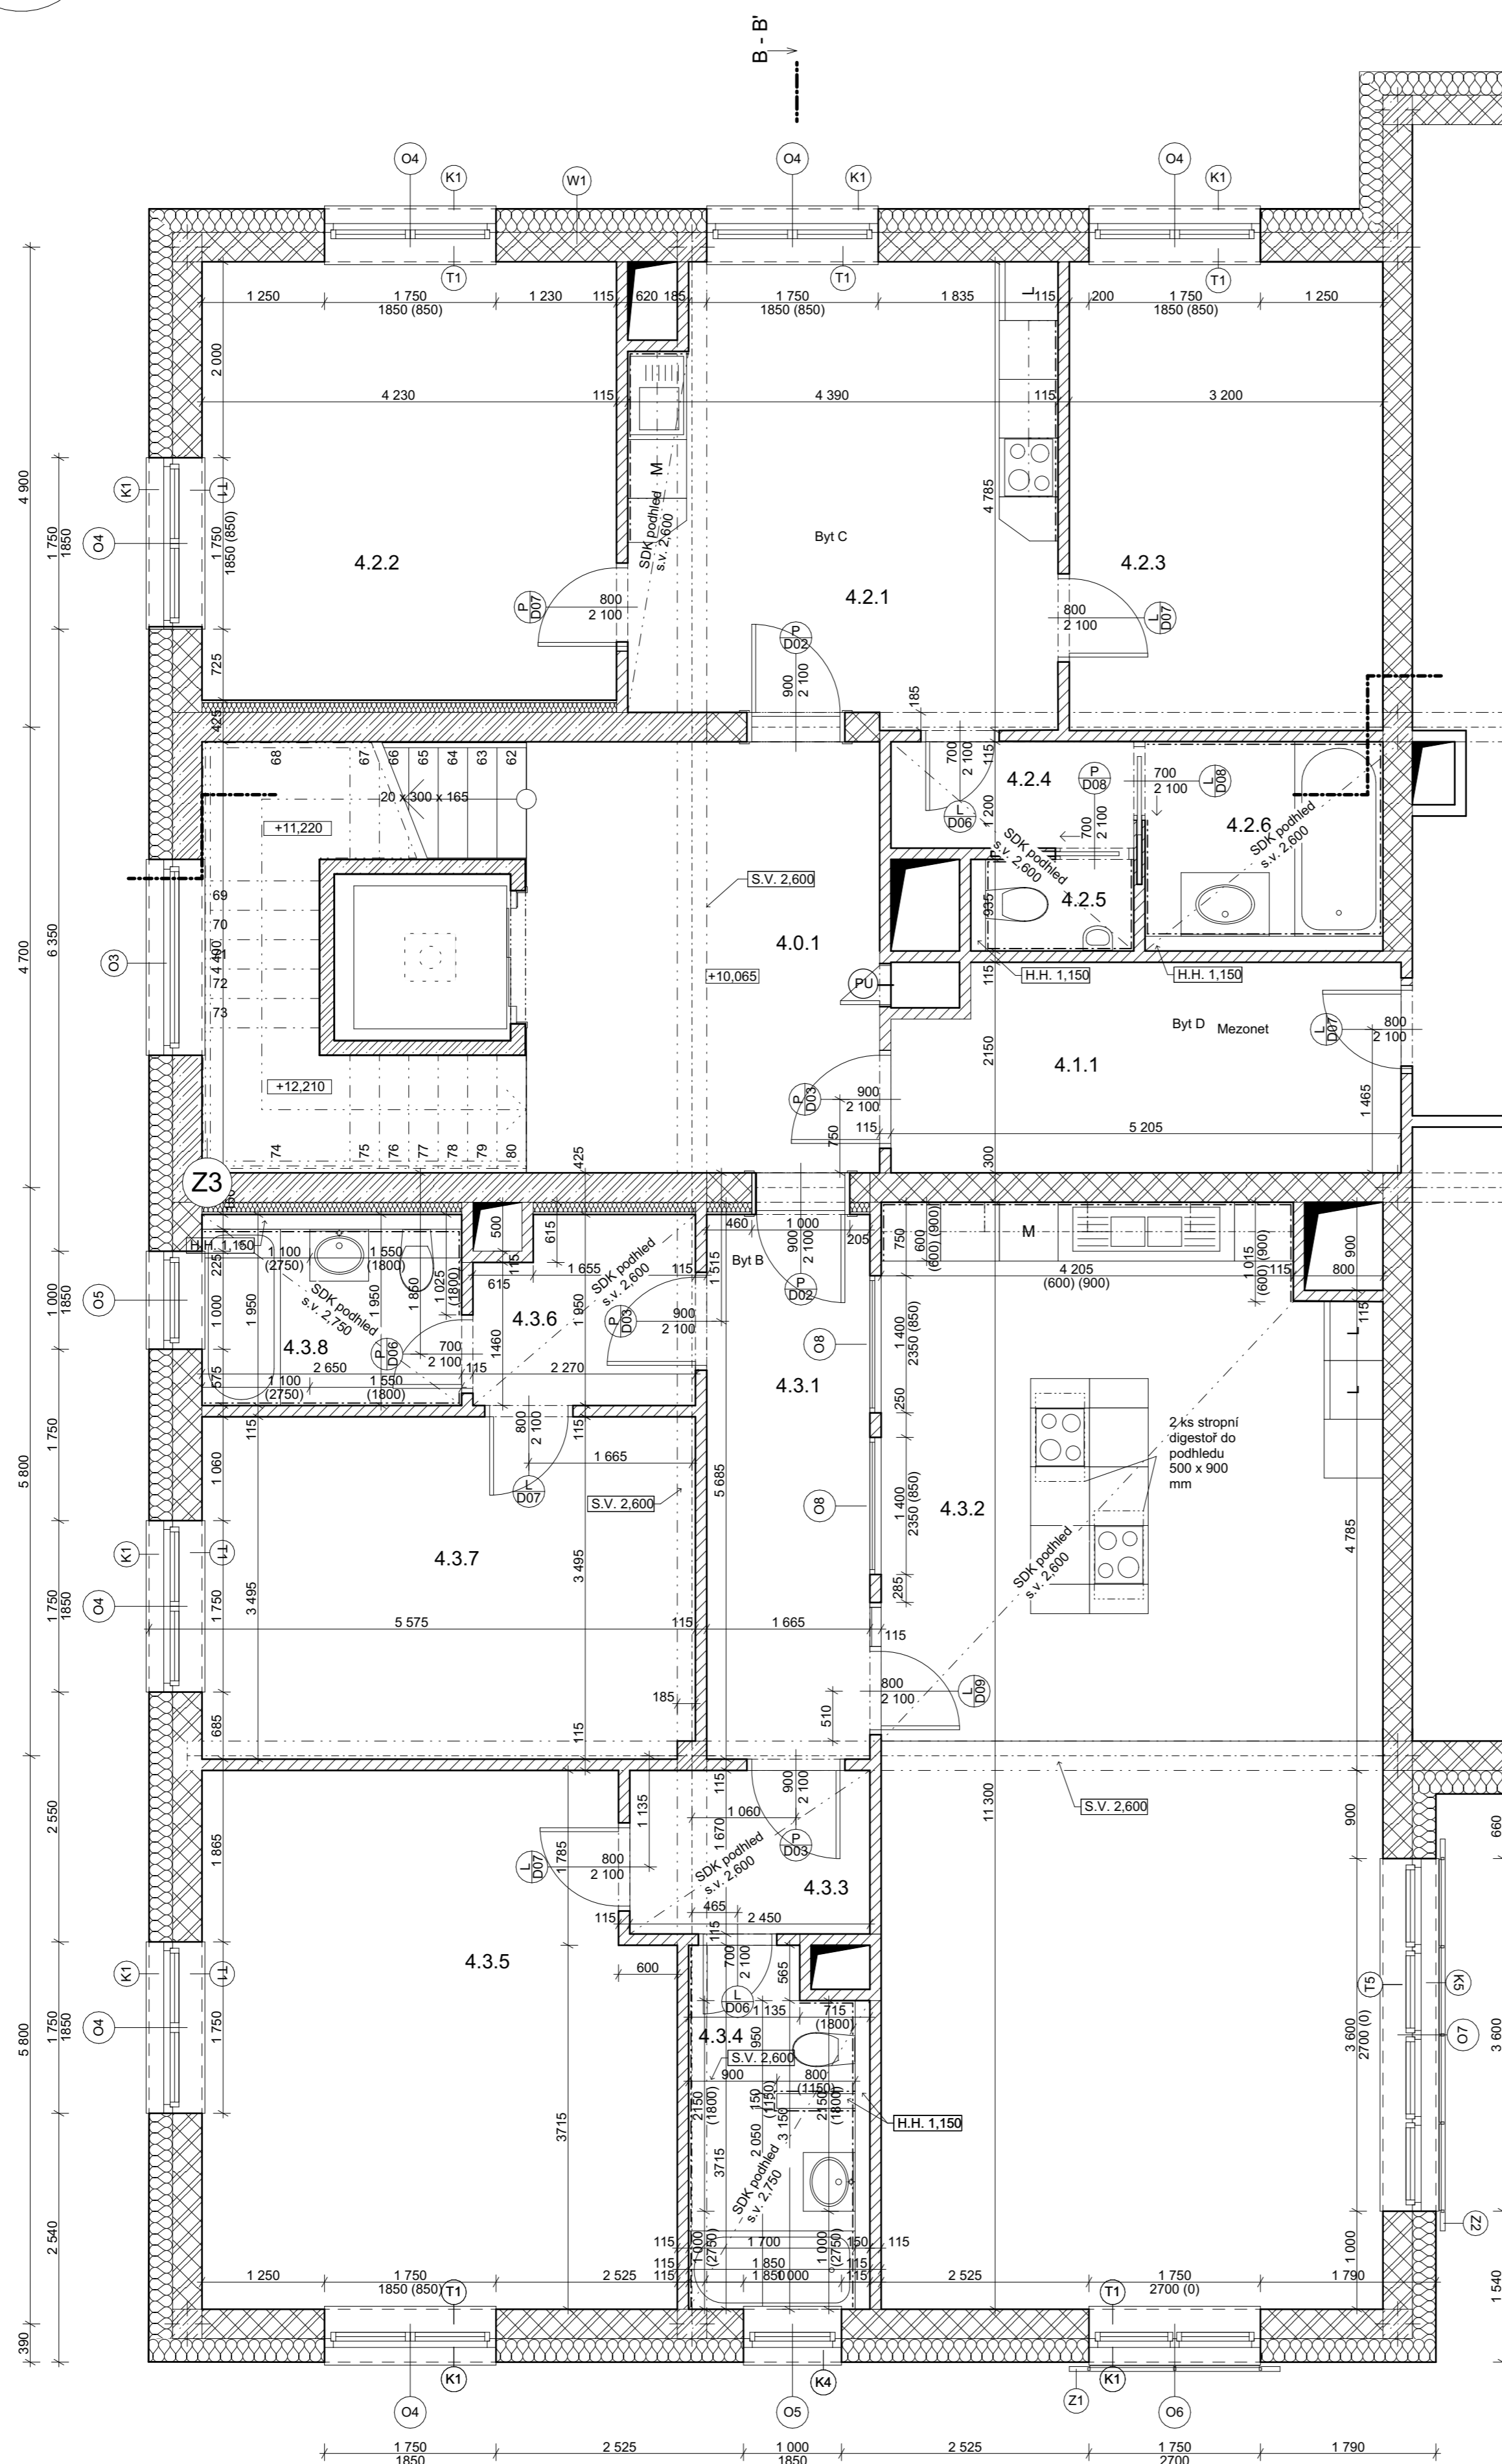 B - B'
O4
K1
W1
O4
K1
O4
K1
T1
T1
T1
1 250
1 750
1850 (850)
1 230
115
620
185
1 750
1850 (850)
1 835
115
200
1 750
1850 (850)
1 250
L
2 000
4 230
115
4 390
115
3 200
4 900
K1
T1
O4
1 750
1850
1 750
1850 (850)
M
SDK podhled
s.v. 2,600
4 785
Byt C
4.2.2
4.2.1
4.2.3
P
D07
800
2 100
P
D02
900
2 100
800
2 100
L
D07
725
425
185
68
67
66
65
64
63
62
20 x 300 x 165
+11,220
700
2 100
115
4.2.4
P
D08
700
2 100
L
D08
L
D06
1 200
700
2 100
4.2.6
SDK podhled
s.v. 2,600
SDK podhled
s.v. 2,600
4.2.5
S.V. 2,600
69
70
71
72
73
4 400
935
4 700
6 350
O3
4.0.1
+10,065
PU
115
H.H. 1,150
H.H. 1,150
Byt D
Mezonet
L
D07
800
2 100
2150
4.1.1
+12,210
P
D03
900
2 100
750
115
5 205
1 465
74
75
76
77
78
79
80
425
300
Z3
150
H.H. 1,150
225
1 100
(2750)
1 550
(1800)
500
615
115
460
1 000
205
900
2 100
750
600
(600) (900)
M
900
1 015
(600) (900)
O5
1 000
1850
1 000
1 950
SDK podhled
s.v. 2,750
1 950
1 850
1 025
(1800)
615
1 655
115
1 515
Byt B
P
D02
4 205
(600) (900)
115
800
SDK podhled
s.v. 2,600
4.3.8
P
D06
700
2 100
4.3.6
1460
1 950
P
D03
900
2 100
O8
1 400
2350 (850)
115
L
575
2 650
115
2 270
1 100
(2750)
1 550
(1800)
4.3.1
250
L
1 750
115
1 060
800
2 100
115
1 665
L
D07
S.V. 2,600
5 685
O8
1 400
2350 (850)
4.3.2
2 ks stropní
digestoř do
podhledu
500 x 900
mm
5 800
K1
T1
O4
1 750
1850
1 750
3 495
4.3.7
3 495
285
SDK podhled
s.v. 2,600
4 785
5 575
115
1 665
115
185
800
2 100
L
D09
510
685
115
2 550
1 865
1 135
115
900
2 100
1 060
P
D03
11 300
S.V. 2,600
900
660
L
D07
800
2 100
1 785
1 670
SDK podhled
s.v. 2,600
4.3.3
465
115
2 450
115
K1
T1
O4
1 750
1850
1 750
4.3.5
600
700
2 100
565
L
D06
1 135
715
(1800)
4.3.4
950
S.V. 2,600
900
800
(1150)
T5
K5
O7
3 600
2700 (0)
3 600
5 800
3715
2150
(1800)
150
(1150)
2150
(1800)
H.H. 1,150
2 050
3 150
3715
SDK podhled
s.v. 2,750
2 540
Z2
1 000
1 540
115
1 000
(2750)
1 700
1 000
(2750)
150
115
115
1 850
115
1 250
1 750
1850 (850)
T1
2 525
115
1 850
1 000
115
2 525
1 750
2700 (0)
T1
1 790
390
K1
K4
Z1
K1
O4
O5
O6
1 750
1850
2 525
1 000
1850
2 525
1 750
2700
1 790